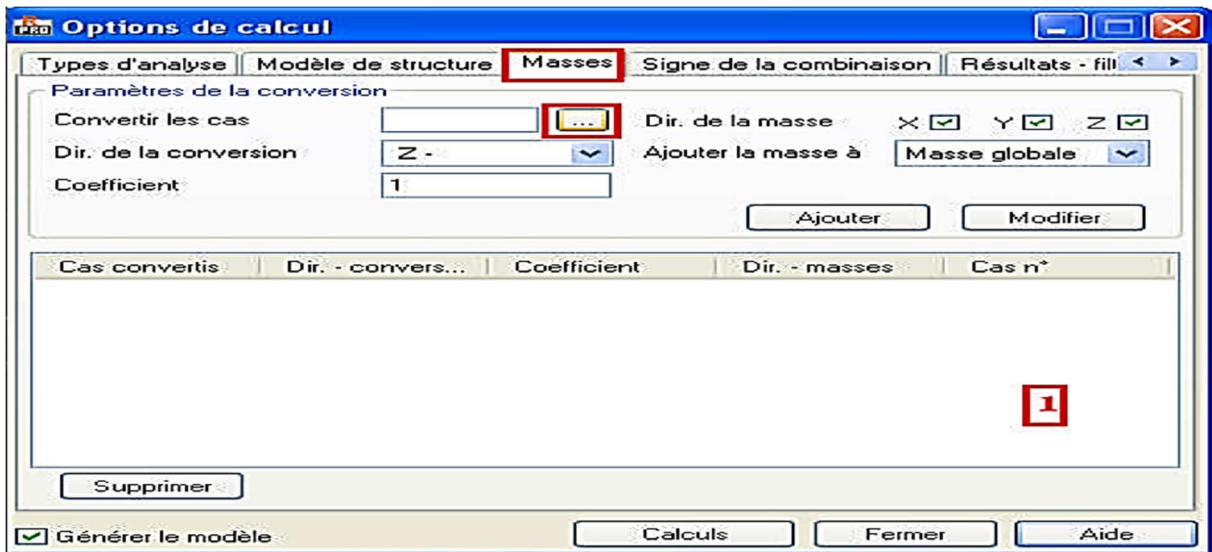 PRO Options de calcul
Types d'analyse Modèle de structure Masses Signe de la combinaison Résultats - filt
Paramètres de la conversion
Convertir les cas ... Dir. de la masse X Y Z
Dir. de la conversion Z - Ajouter la masse à Masse globale
Coefficient 1
Ajouter Modifier
Cas convertis Dir. - convers... Coefficient Dir. - masses Cas n°
1
Supprimer
Générer le modèle Calculs Fermer Aide